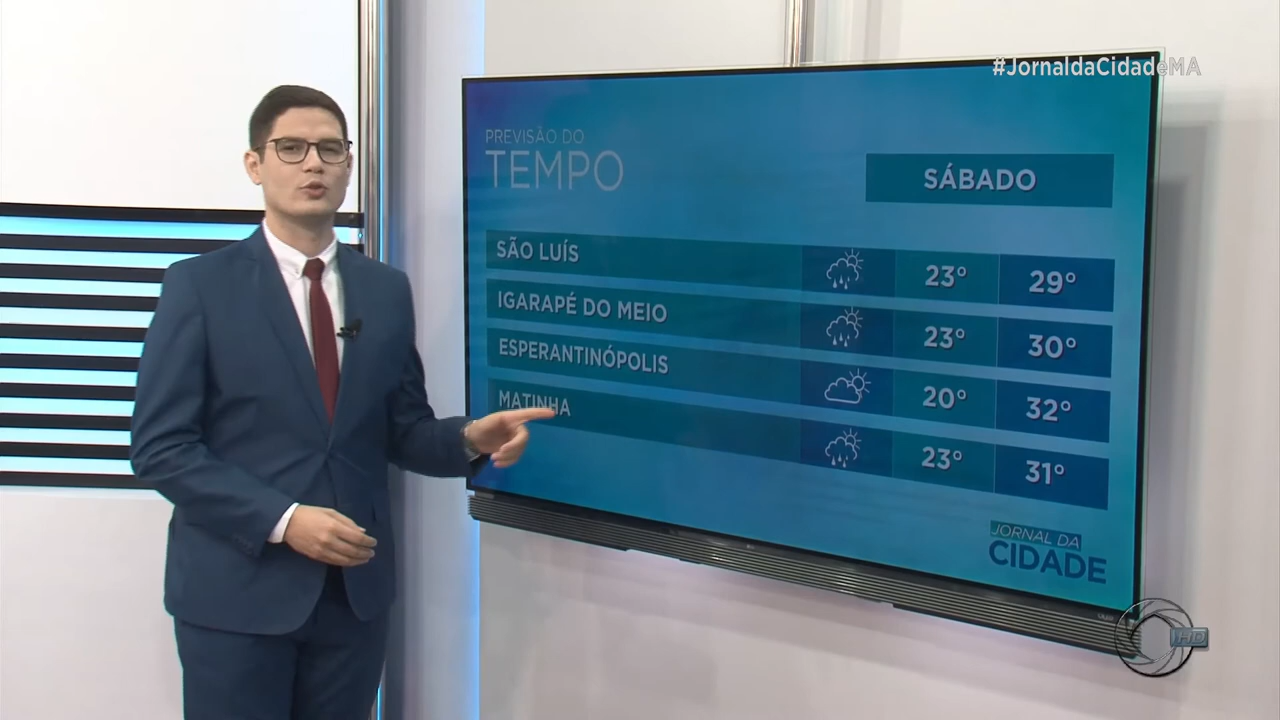 #JornaldaCidadeMA
PREVISÃO DO
TEMPO
SÁBADO
SÃO LUÍS 23° 29°
IGARAPÉ DO MEIO 23° 30°
ESPERANTINÓPOLIS 20° 32°
MATINHA 23° 31°
JORNAL DA
CIDADE
HD